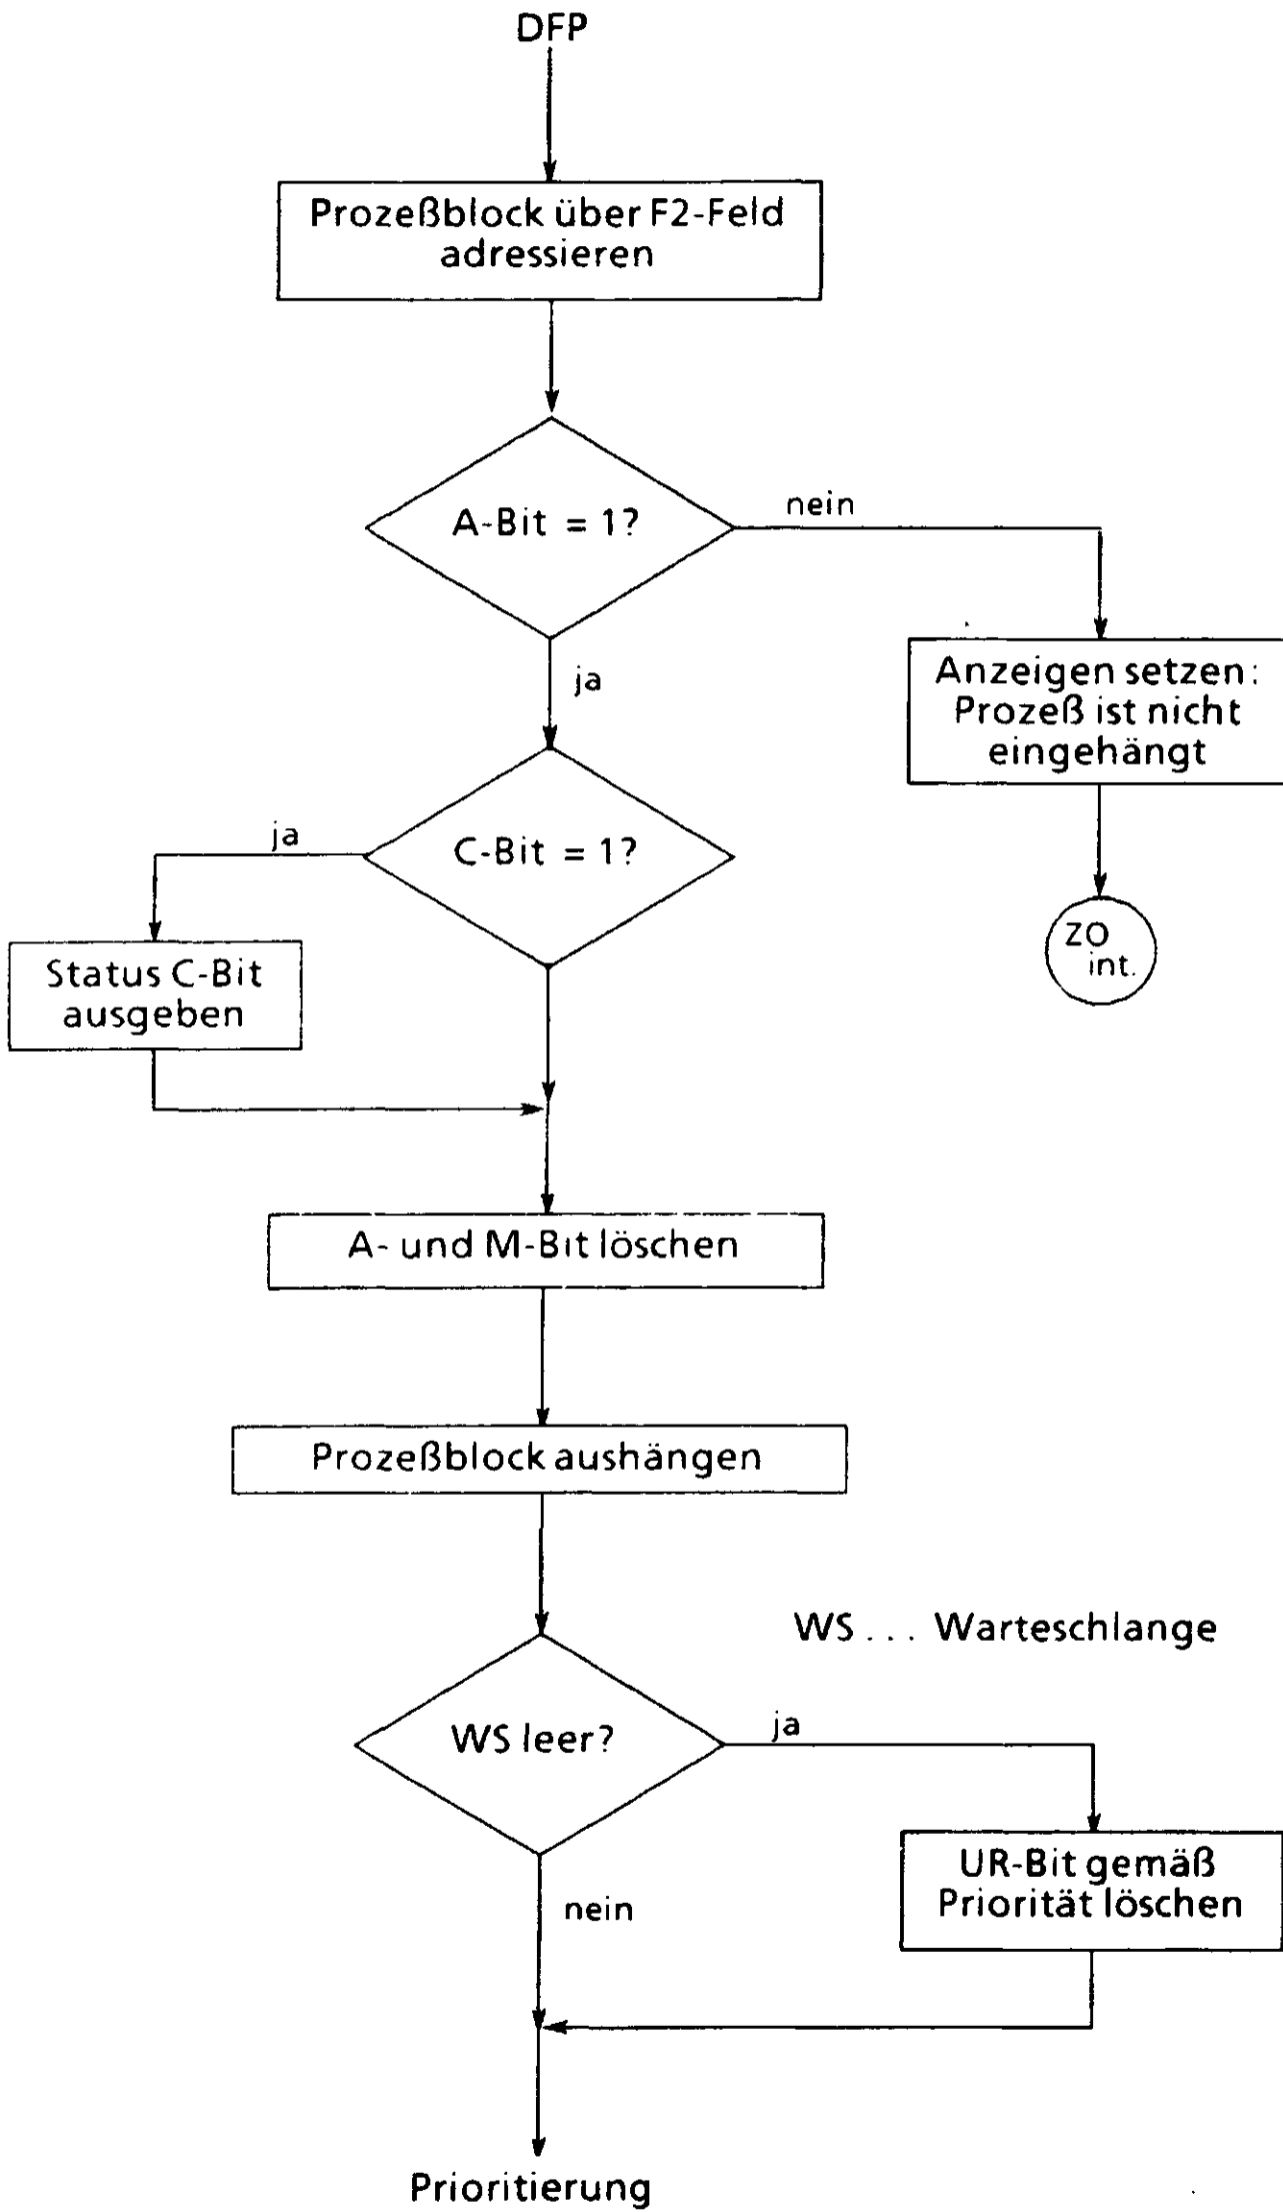 DFP
Prozeßblock über F2-Feld
adressieren
A-Bit = 1?
nein
ja
Anzeigen setzen:
Prozeß ist nicht
eingehängt
C-Bit = 1?
ja
ZO
int.
Status C-Bit
ausgeben
A- und M-Bit löschen
Prozeßblock aushängen
WS ... Warteschlange
WS leer?
ja
UR-Bit gemäß
Priorität löschen
nein
Prioritierung